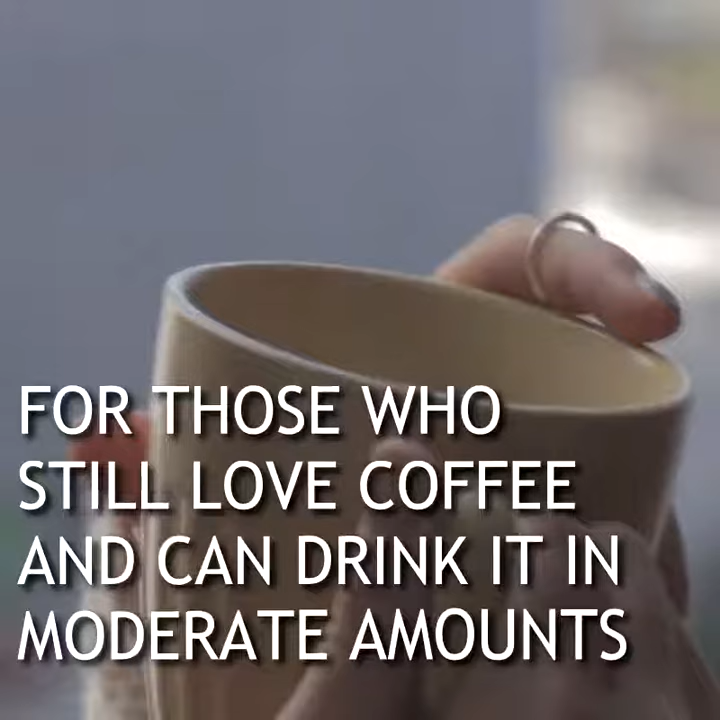 FOR THOSE WHO
STILL LOVE COFFEE
AND CAN DRINK IT IN
MODERATE AMOUNTS